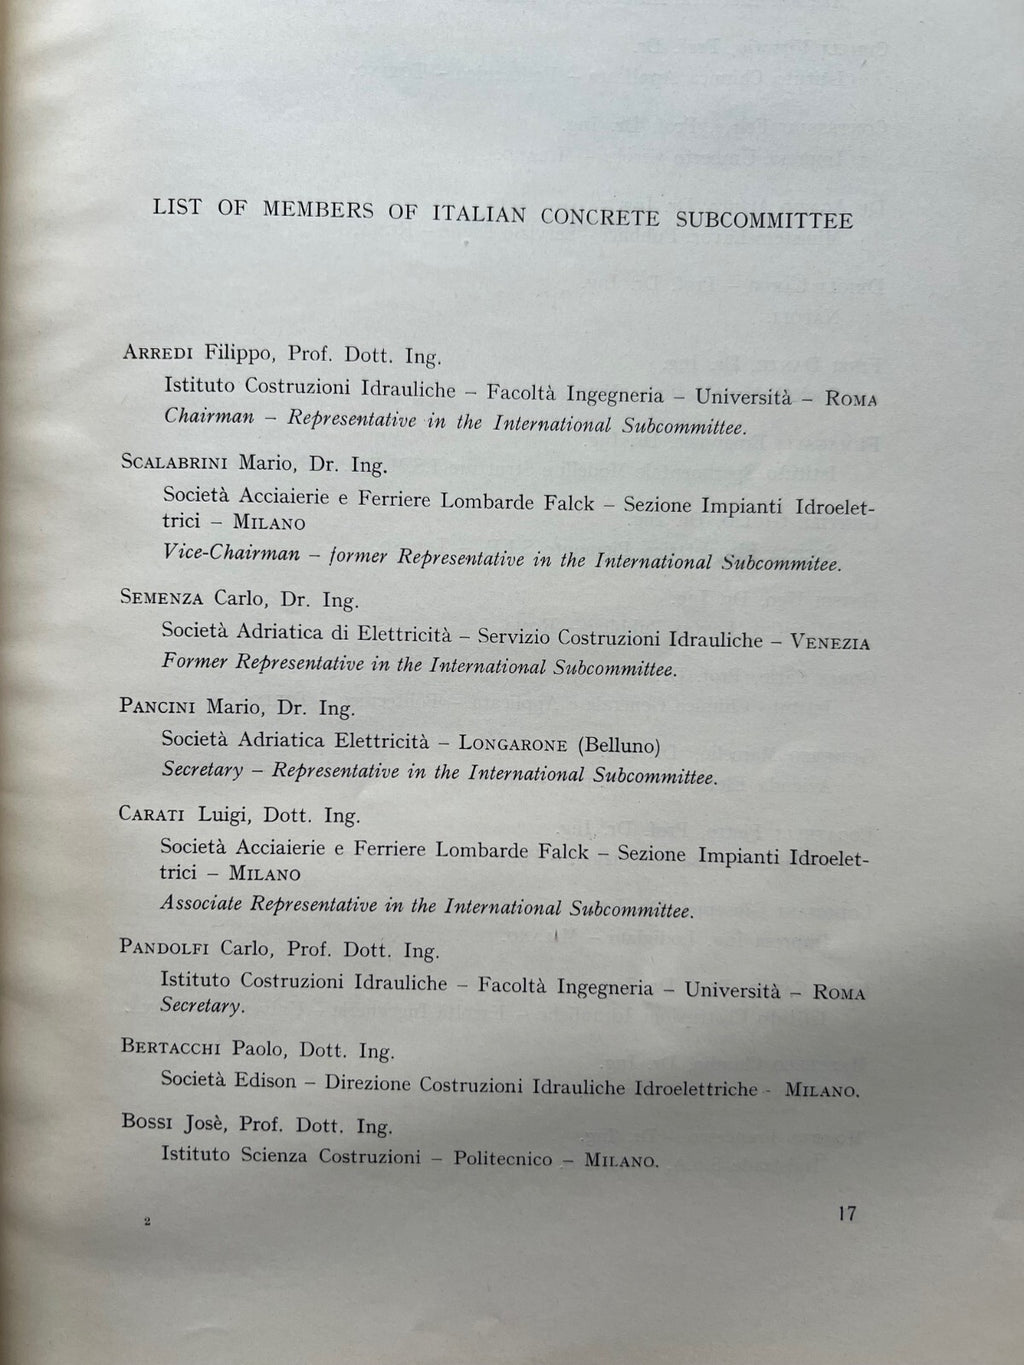 LIST OF MEMBERS OF ITALIAN CONCRETE SUBCOMMITTEE
ARREDI Filippo, Prof. Dott. Ing.
Istituto Costruzioni Idrauliche – Facoltà Ingegneria – Università – ROMA
Chairman – Representative in the International Subcommittee.
SCALABRINI Mario, Dr. Ing.
Società Acciaierie e Ferriere Lombarde Falck – Sezione Impianti Idroelet-
trici – MILANO
Vice-Chairman – former Representative in the International Subcommitee.
SEMENZA Carlo, Dr. Ing.
Società Adriatica di Elettricità – Servizio Costruzioni Idrauliche – VENEZIA
Former Representative in the International Subcommittee.
PANCINI Mario, Dr. Ing.
Società Adriatica Elettricità – LONGARONE (Belluno)
Secretary – Representative in the International Subcommittee.
CARATI Luigi, Dott. Ing.
Società Acciaierie e Ferriere Lombarde Falck – Sezione Impianti Idroelet-
trici – MILANO
Associate Representative in the International Subcommittee.
PANDOLFI Carlo, Prof. Dott. Ing.
Istituto Costruzioni Idrauliche – Facoltà Ingegneria – Università – ROMA
Secretary.
BERTACCHI Paolo, Dott. Ing.
Società Edison – Direzione Costruzioni Idrauliche Idroelettriche - MILANO.
BOSSI Josè, Prof. Dott. Ing.
Istituto Scienza Costruzioni – Politecnico – MILANO.
2
17